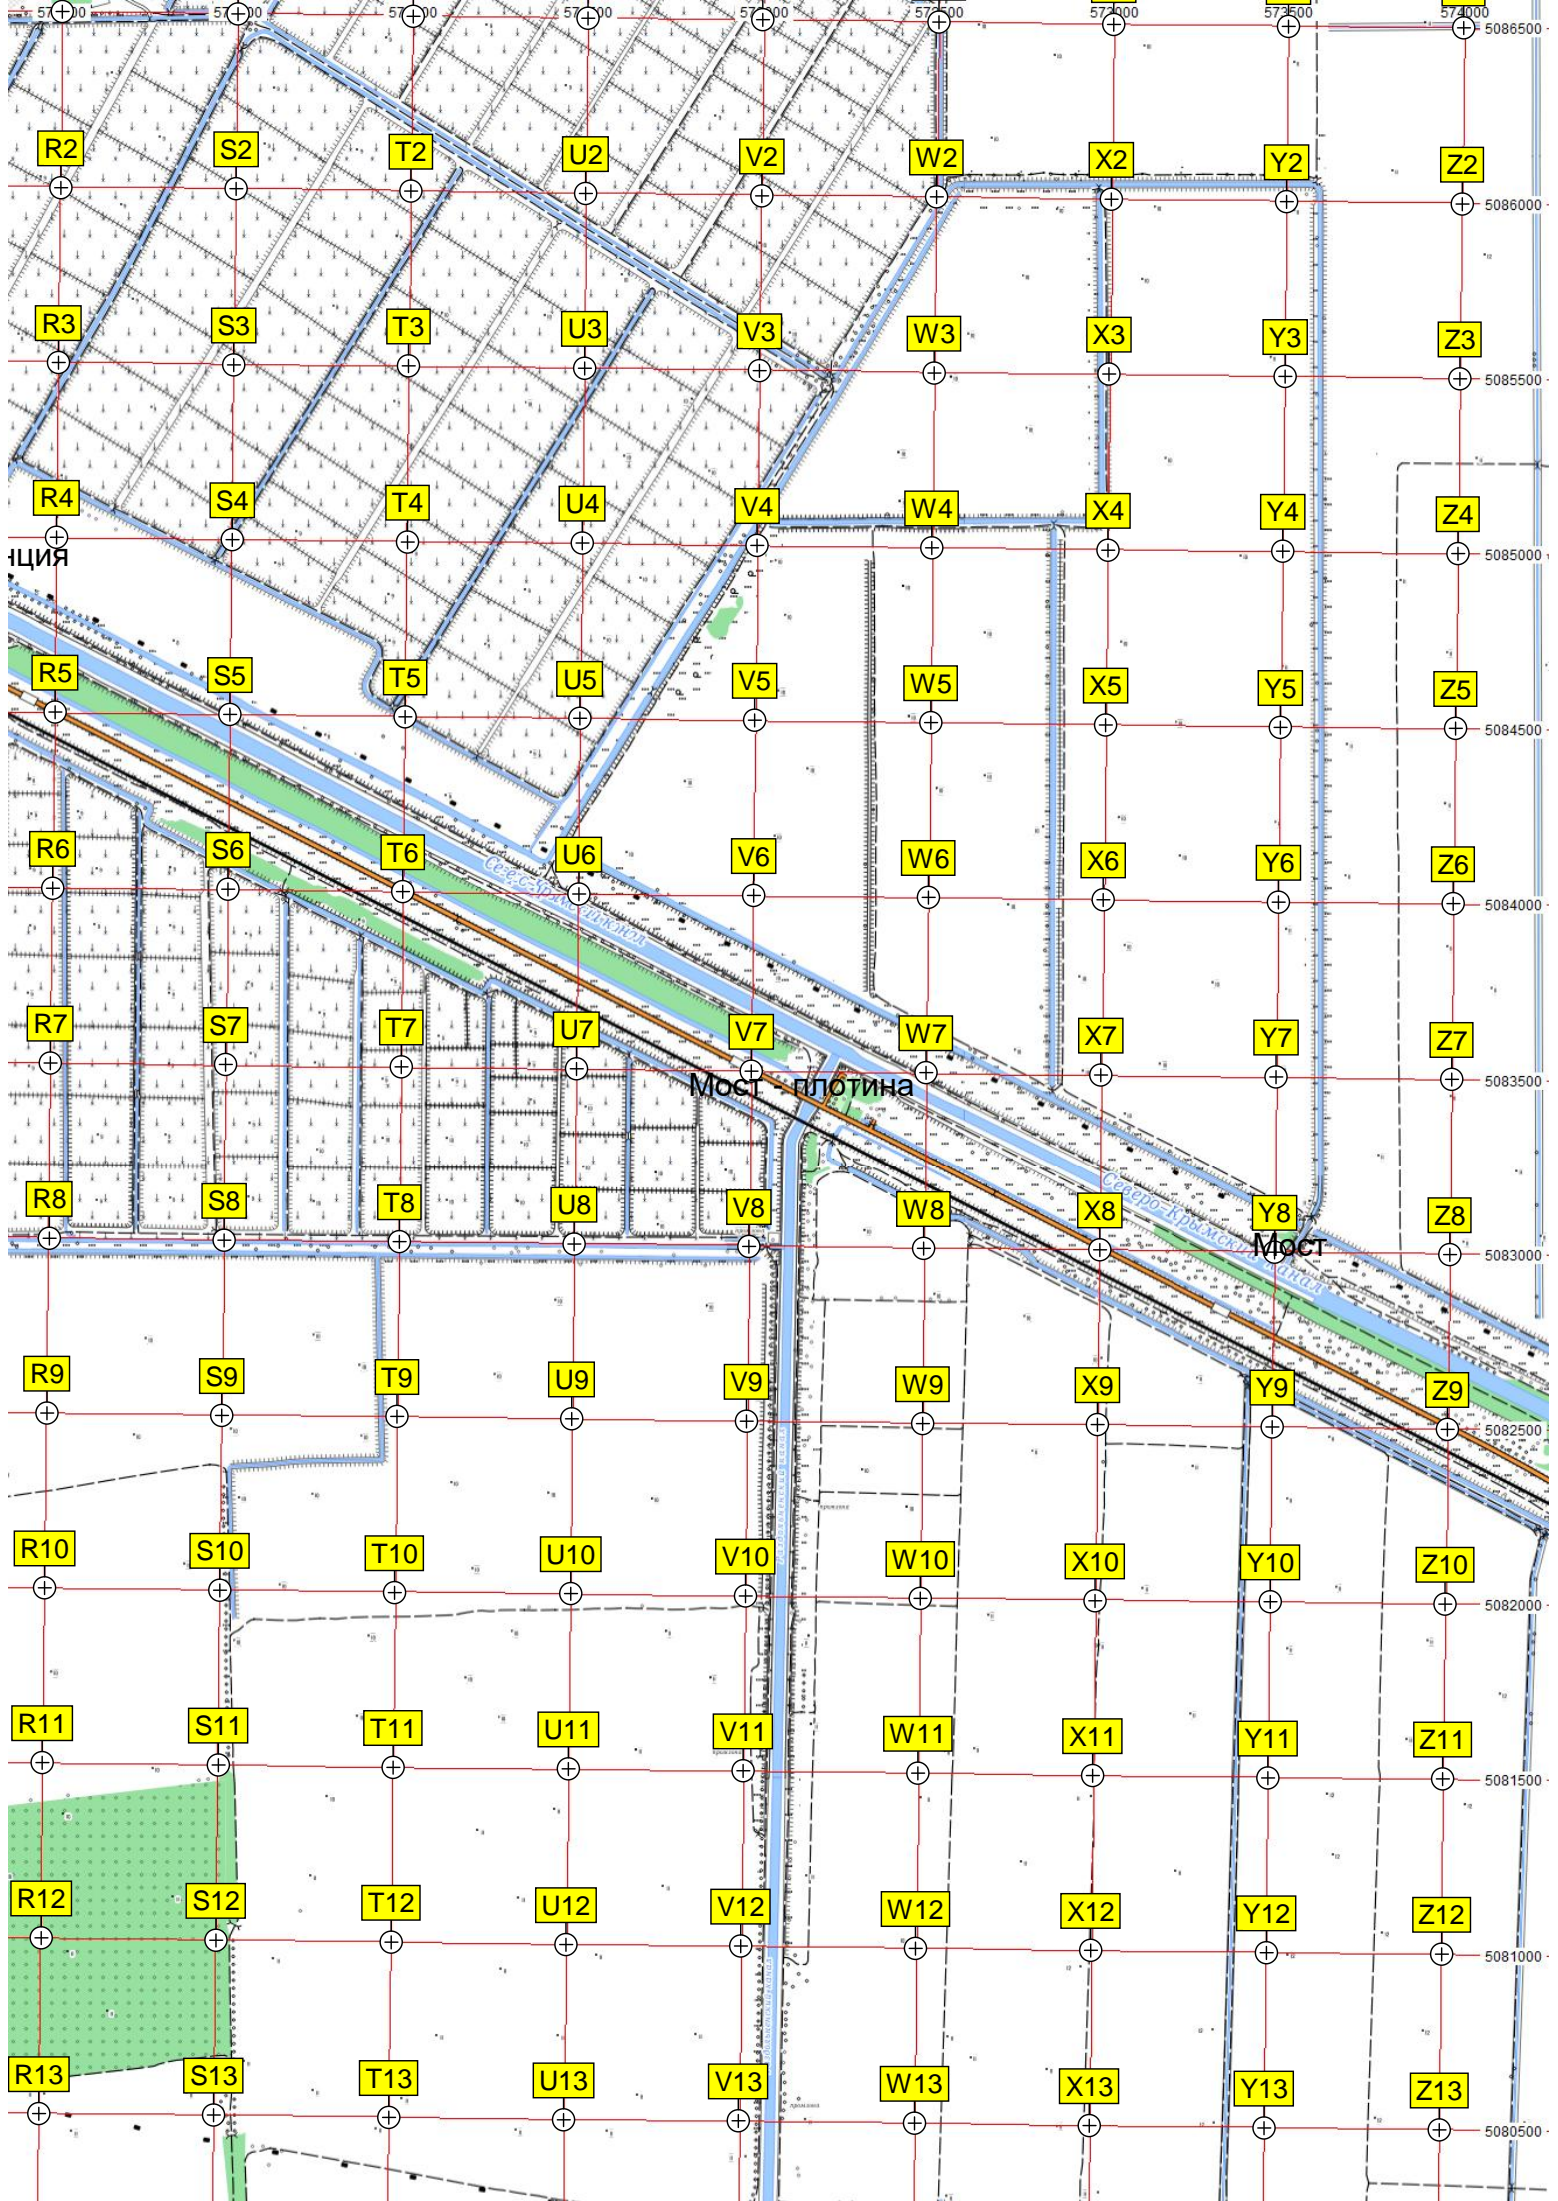 5735000
574000
5086500
R2 S2 T2 U2 V2 W2 X2 Y2 Z2
5086000
R3 S3 T3 U3 V3 W3 X3 Y3 Z3
5085500
R4 S4 T4 U4 V4 W4 X4 Y4 Z4
5085000
нция
R5 S5 T5 U5 V5 W5 X5 Y5 Z5
5084500
R6 S6 T6 U6 V6 W6 X6 Y6 Z6
5084000
R7 S7 T7 U7 V7 W7 X7 Y7 Z7
5083500
Мост - плотина
Северо-Крымский канал
R8 S8 T8 U8 V8 W8 X8 Y8 Z8
Мост
5083000
R9 S9 T9 U9 V9 W9 X9 Y9 Z9
5082500
R10 S10 T10 U10 V10 W10 X10 Y10 Z10
5082000
R11 S11 T11 U11 V11 W11 X11 Y11 Z11
5081500
R12 S12 T12 U12 V12 W12 X12 Y12 Z12
5081000
R13 S13 T13 U13 V13 W13 X13 Y13 Z13
5080500